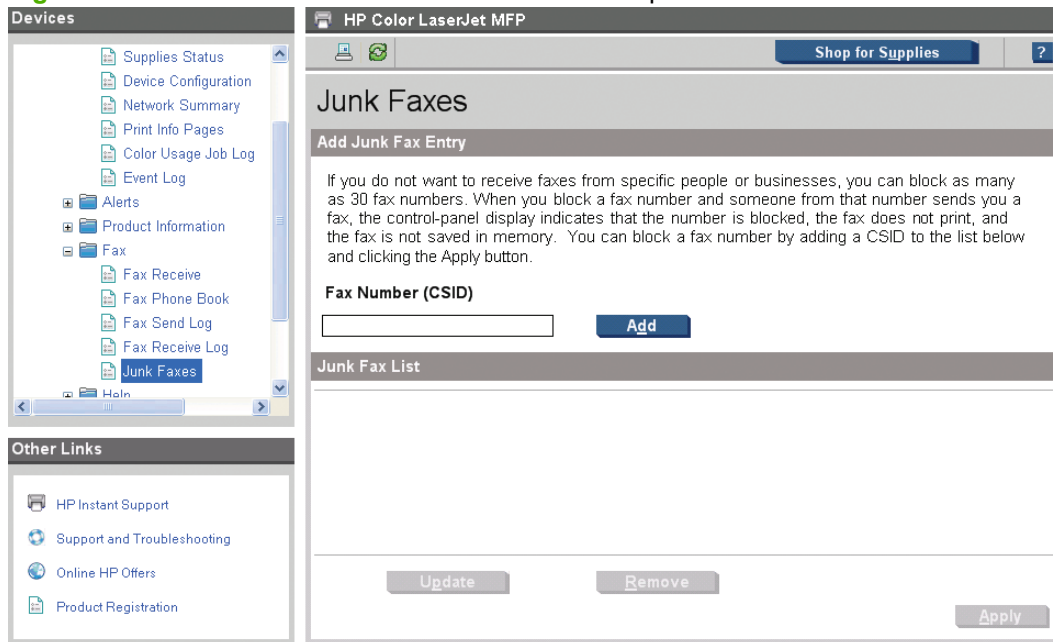 Devices
Supplies Status
Device Configuration
Network Summary
Print Info Pages
Color Usage Job Log
Event Log
Alerts
Product Information
Fax
Fax Receive
Fax Phone Book
Fax Send Log
Fax Receive Log
Junk Faxes
Help
Other Links
HP Instant Support
Support and Troubleshooting
Online HP Offers
Product Registration
HP Color LaserJet MFP
Shop for Supplies
?
Junk Faxes
Add Junk Fax Entry
If you do not want to receive faxes from specific people or businesses, you can block as many
as 30 fax numbers. When you block a fax number and someone from that number sends you a
fax, the control-panel display indicates that the number is blocked, the fax does not print, and
the fax is not saved in memory. You can block a fax number by adding a CSID to the list below
and clicking the Apply button.
Fax Number (CSID)
Add
Junk Fax List
Update
Remove
Apply